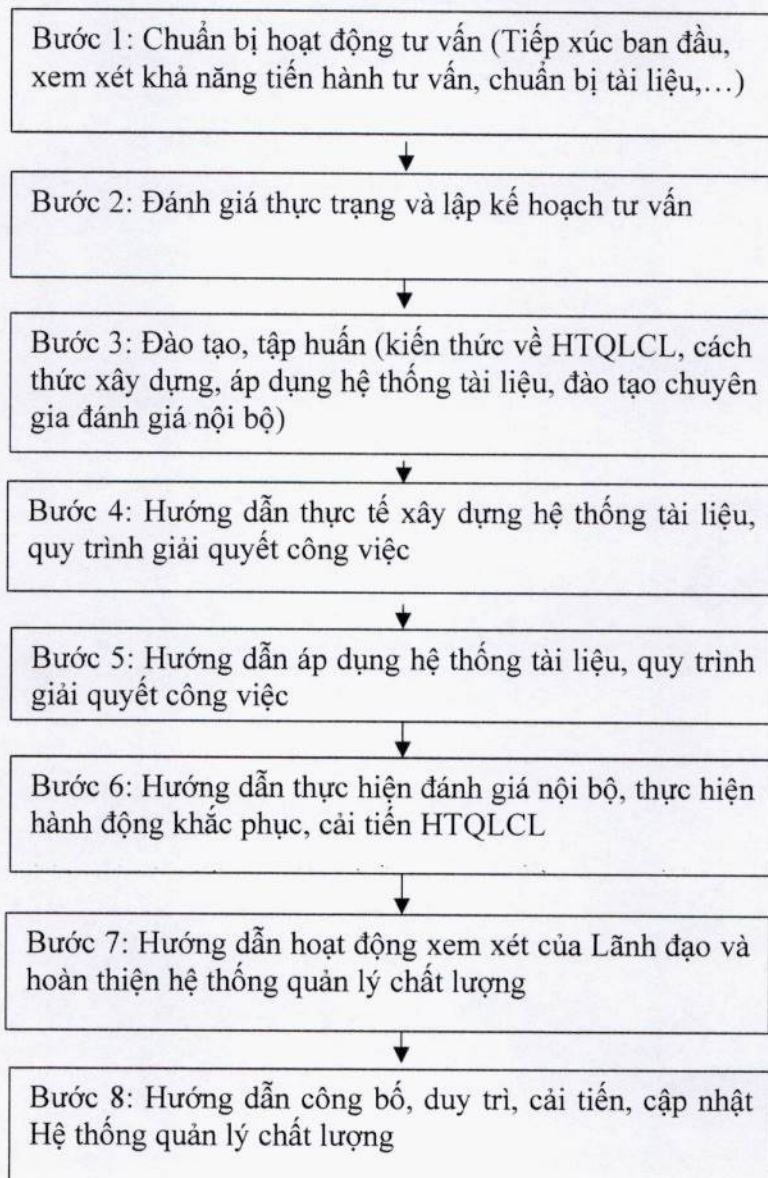 Bước 1: Chuẩn bị hoạt động tư vấn (Tiếp xúc ban đầu,
xem xét khả năng tiến hành tư vấn, chuẩn bị tài liệu,…)
Bước 2: Đánh giá thực trạng và lập kế hoạch tư vấn
Bước 3: Đào tạo, tập huấn (kiến thức về HTQLCL, cách
thức xây dựng, áp dụng hệ thống tài liệu, đào tạo chuyên
gia đánh giá nội bộ)
Bước 4: Hướng dẫn thực tế xây dựng hệ thống tài liệu,
quy trình giải quyết công việc
Bước 5: Hướng dẫn áp dụng hệ thống tài liệu, quy trình
giải quyết công việc
Bước 6: Hướng dẫn thực hiện đánh giá nội bộ, thực hiện
hành động khắc phục, cải tiến HTQLCL
Bước 7: Hướng dẫn hoạt động xem xét của Lãnh đạo và
hoàn thiện hệ thống quản lý chất lượng
Bước 8: Hướng dẫn công bố, duy trì, cải tiến, cập nhật
Hệ thống quản lý chất lượng